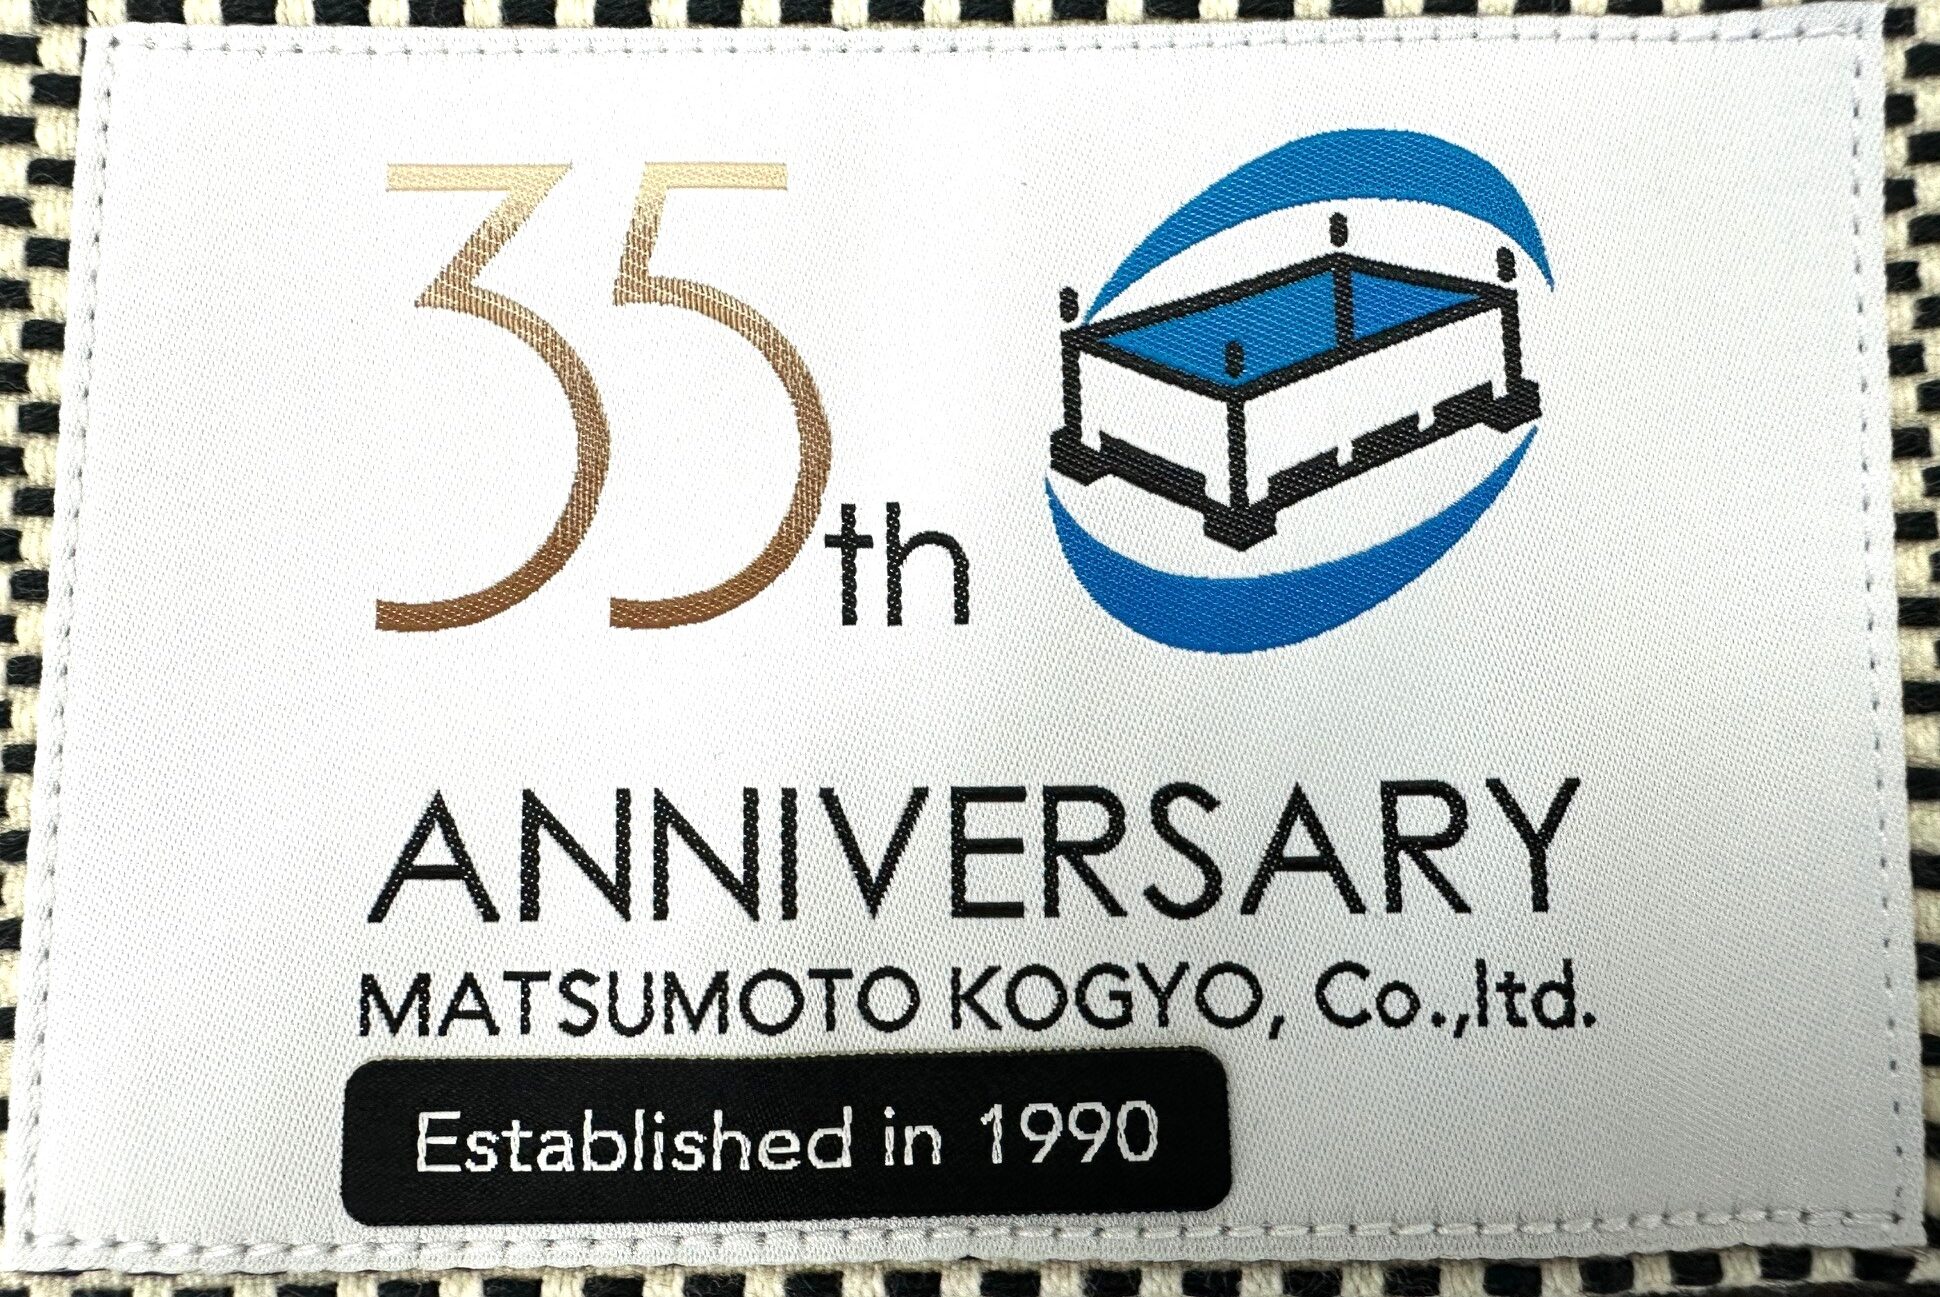 35th
ANNIVERSARY
MATSUMOTO KOGYO, Co.,ltd.
Established in 1990